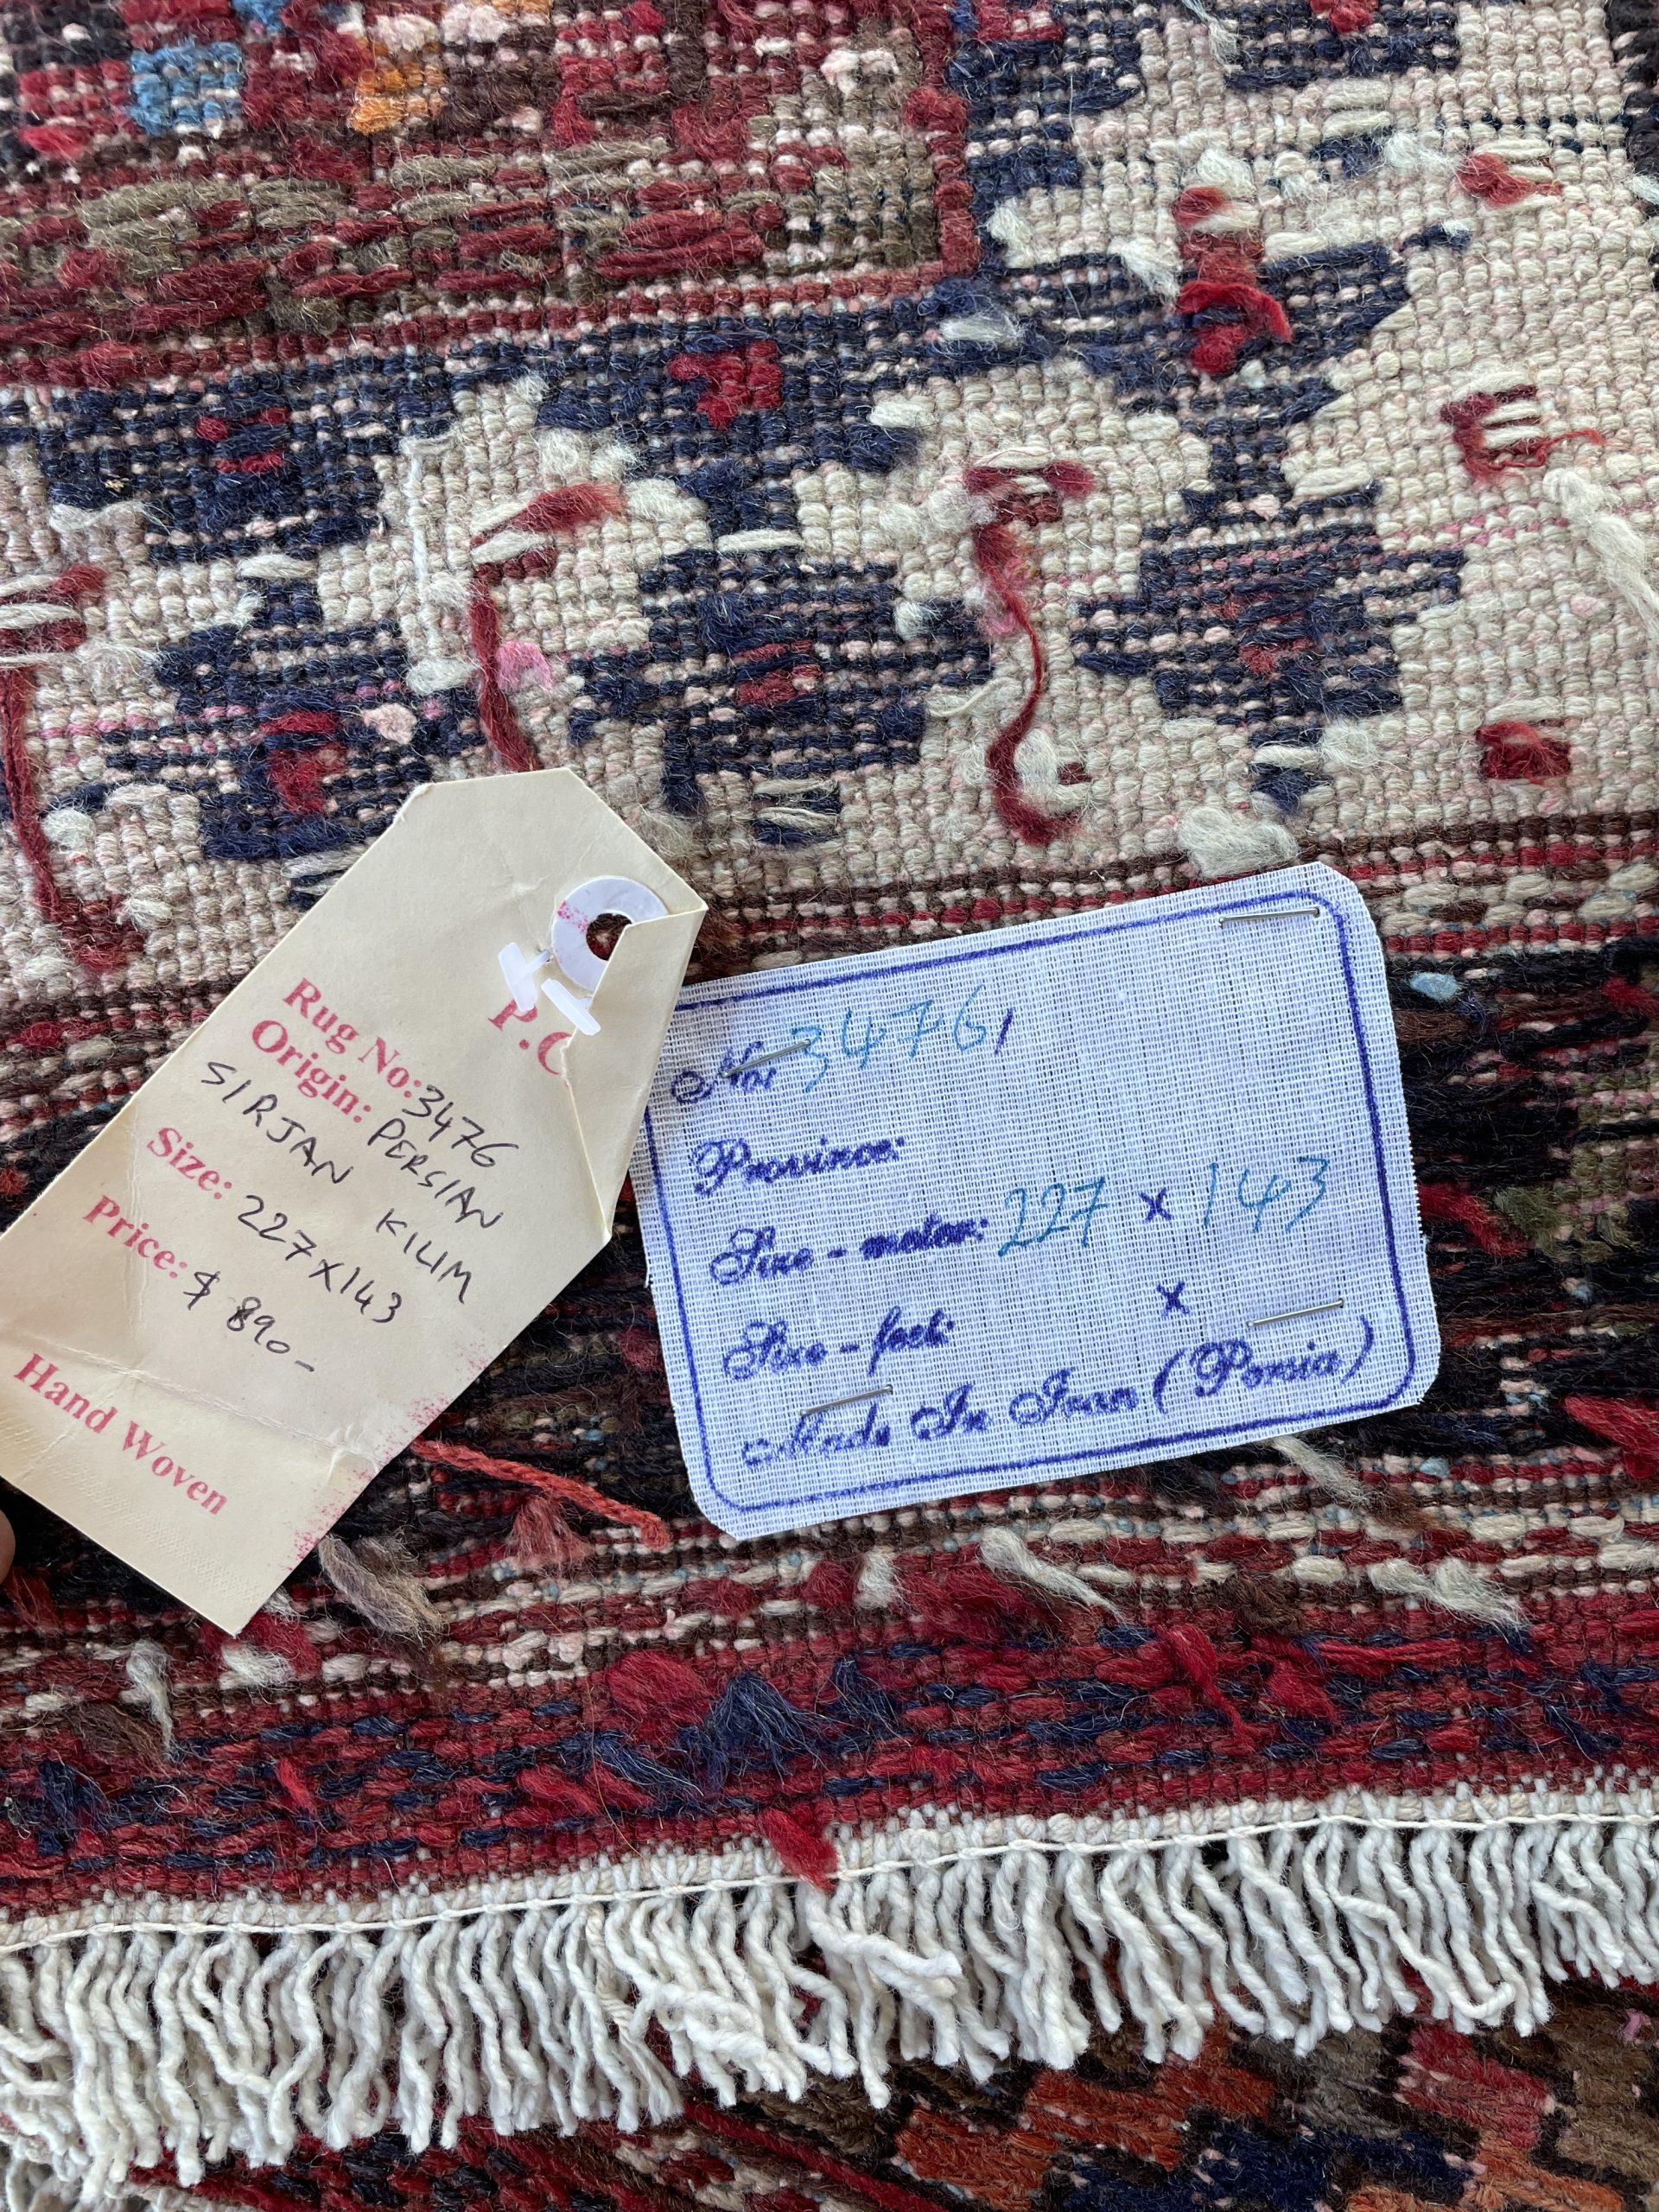 P.C
Rug No: 3476
Origin: PERSIAN
SIRJAN KILIM
Size: 227X143
Price: $ 890-
Hand Woven
No: 3476
Province:
Size - meter: 227 x 143
Size - feet: x
Made In Iran (Persia)